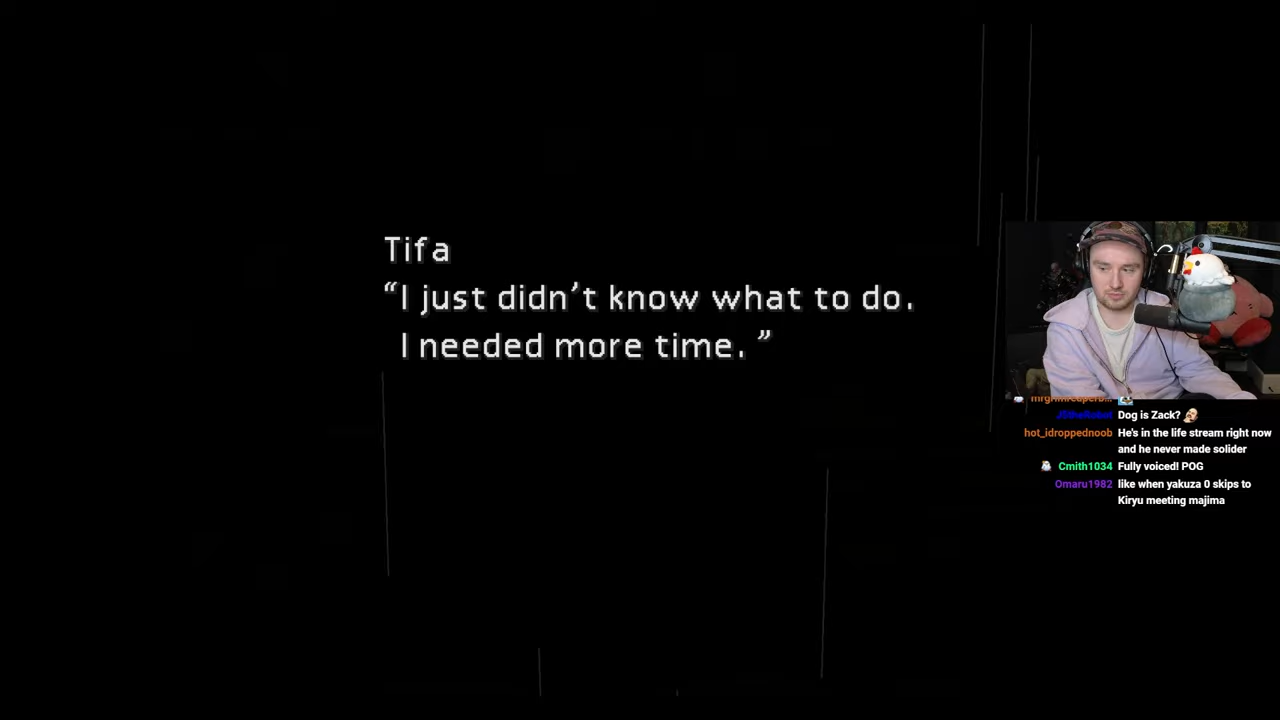 Tifa
“I just didn’t know what to do.
I needed more time. ”
Dog is Zack?
hot_idroppednoob He's in the life stream right now
and he never made solider
Cmith1034 Fully voiced! POG
Omaru1982 like when yakuza 0 skips to
Kiryu meeting majima